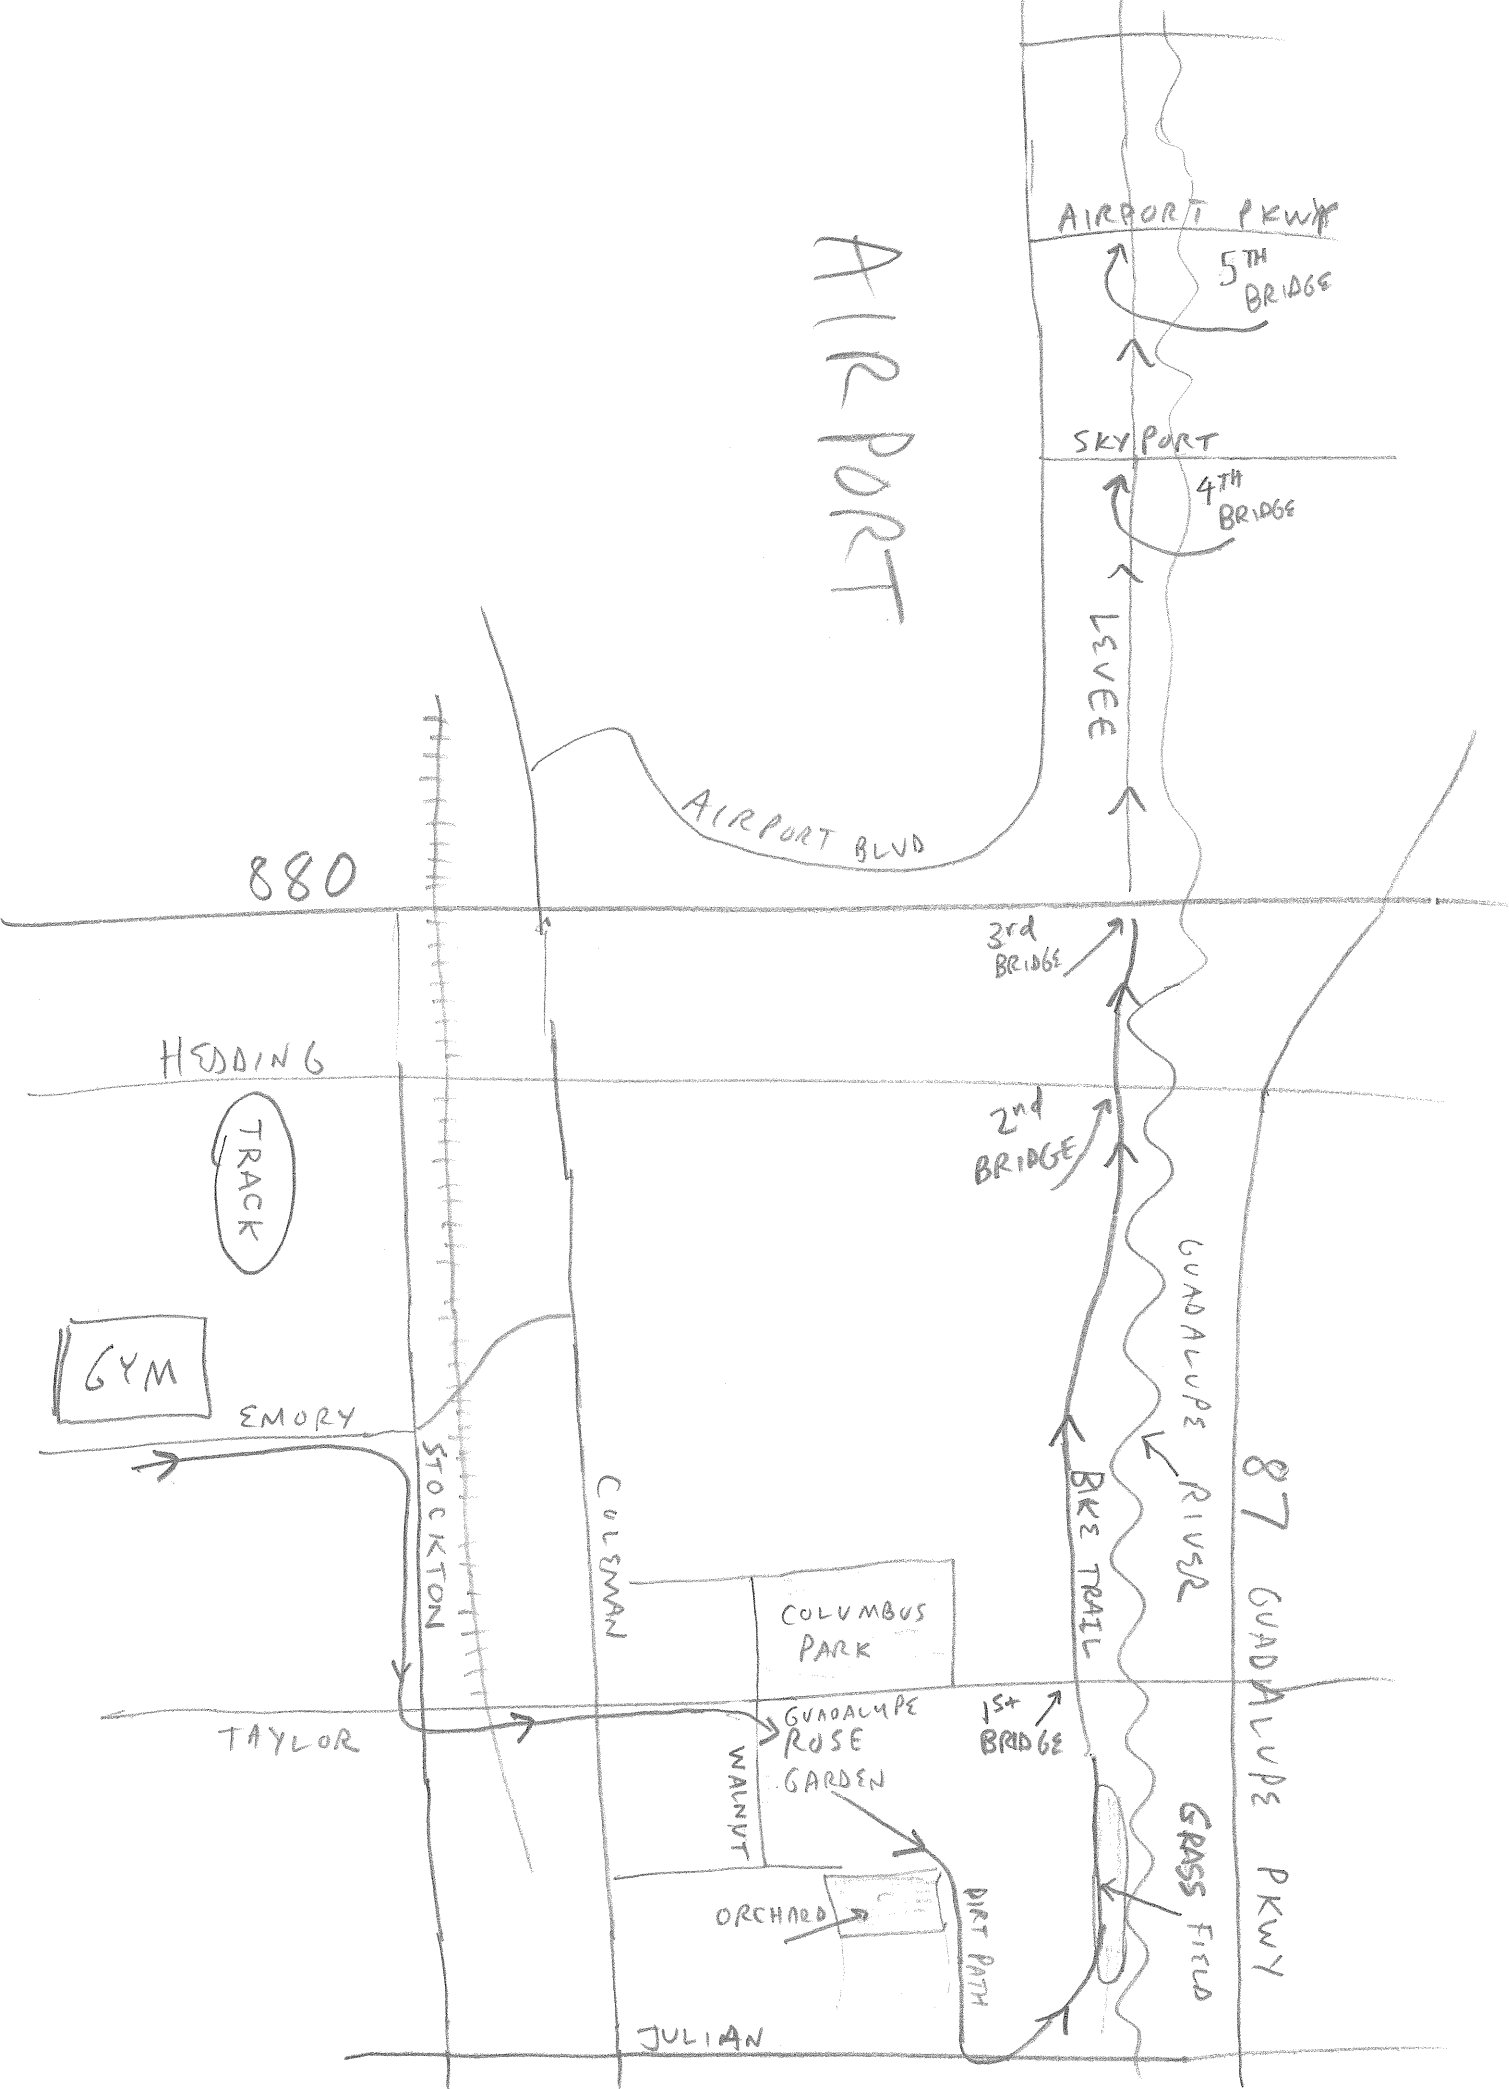 AIRPORT PKWY
5TH
BRIDGE
AIRPORT
SKYPORT
4TH
BRIDGE
LEVEE
AIRPORT BLVD
880
3rd
BRIDGE
HEDDING
2nd
BRIDGE
TRACK
GUADALUPE RIVER
GYM
EMORY
STOCKTON
COLEMAN
BIKE TRAIL
87 GUADALUPE PKWY
COLUMBUS
PARK
TAYLOR
GUADALUPE
ROSE
GARDEN
1st
BRIDGE
WALNUT
GRASS FIELD
ORCHARD
DIRT PATH
JULIAN